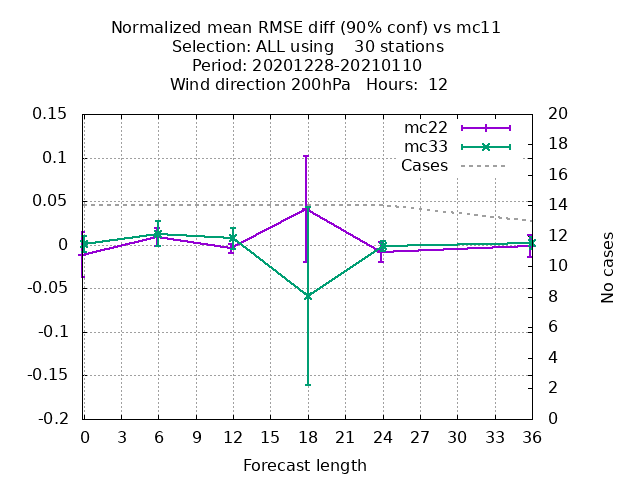 Normalized mean RMSE diff (90% conf) vs mc11
Selection: ALL using    30 stations
Period: 20201228-20210110
Wind direction 200hPa   Hours:  12
mc22
mc33
Cases
0.15
0.1
0.05
0
-0.05
-0.1
-0.15
-0.2
20
18
16
14
12
10
8
6
4
2
0
No cases
0 3 6 9 12 15 18 21 24 27 30 33 36
Forecast length